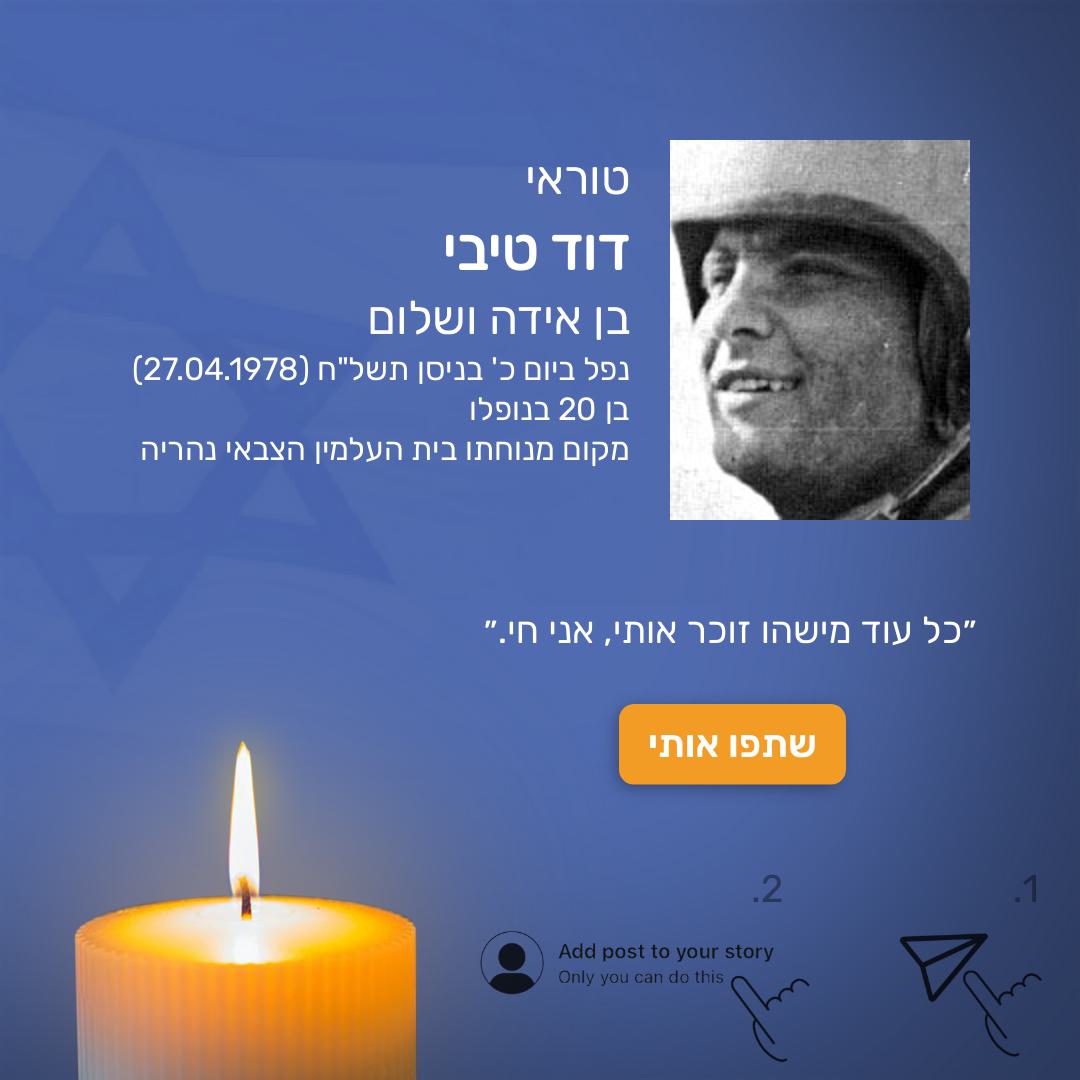 טוראי
דוד טיבי
בן אידה ושלום
נפל ביום כ' בניסן תשל"ח (27.04.1978)
בן 20 בנופלו
מקום מנוחתו בית העלמין הצבאי נהריה
״כל עוד מישהו זוכר אותי, אני חי.״
שתפו אותי
1.
2.
Add post to your story
Only you can do this